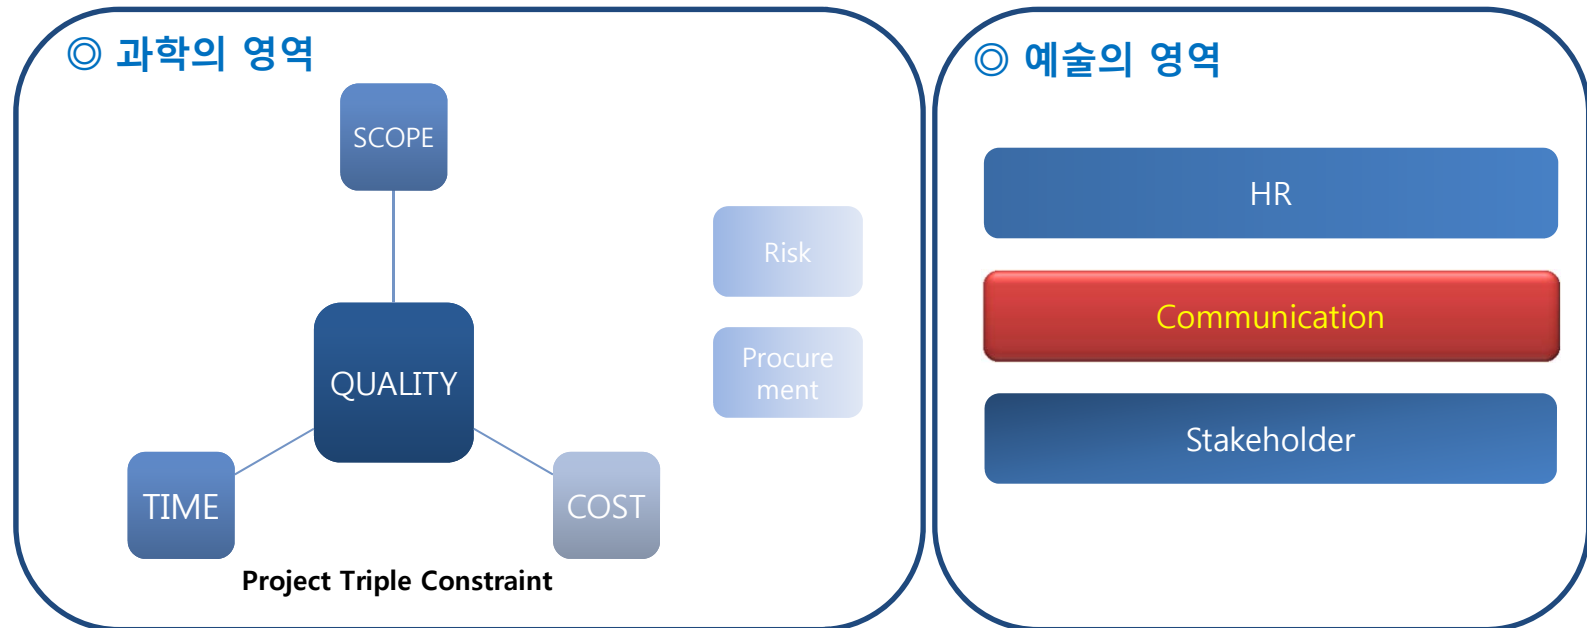 ◎ 과학의 영역
SCOPE
QUALITY
TIME
COST
Project Triple Constraint
Risk
Procure
ment
◎ 예술의 영역
HR
Communication
Stakeholder